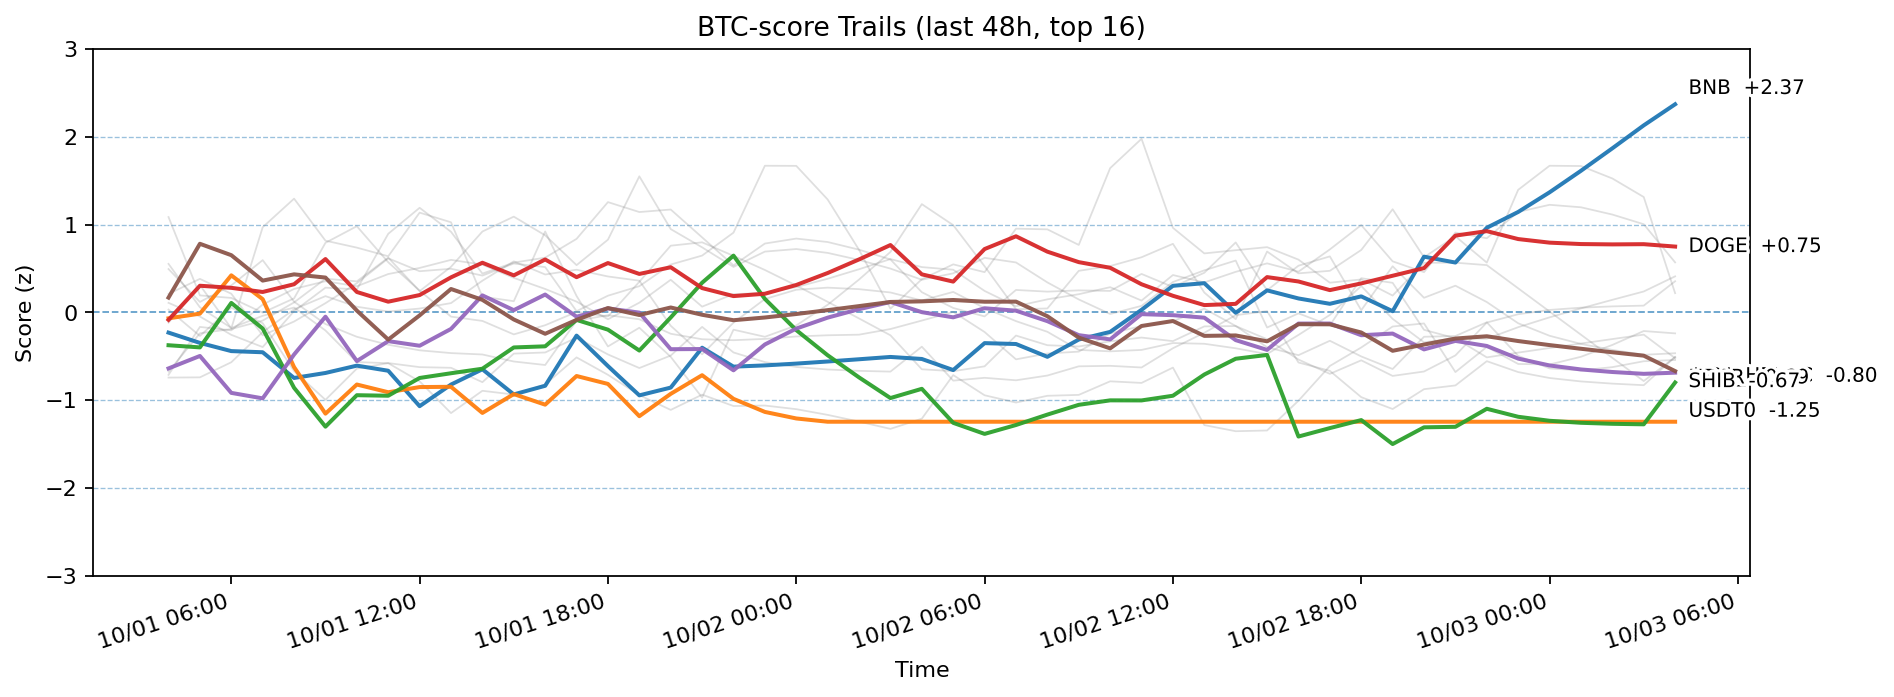 BTC-score Trails (last 48h, top 16)
Score (z)
3
2
1
0
−1
−2
−3
BNB +2.37
DOGE +0.75
-0.80
SHIB -0.67
USDT0 -1.25
10/01 06:00
10/01 12:00
10/01 18:00
10/02 00:00
10/02 06:00
10/02 12:00
10/02 18:00
10/03 00:00
10/03 06:00
Time